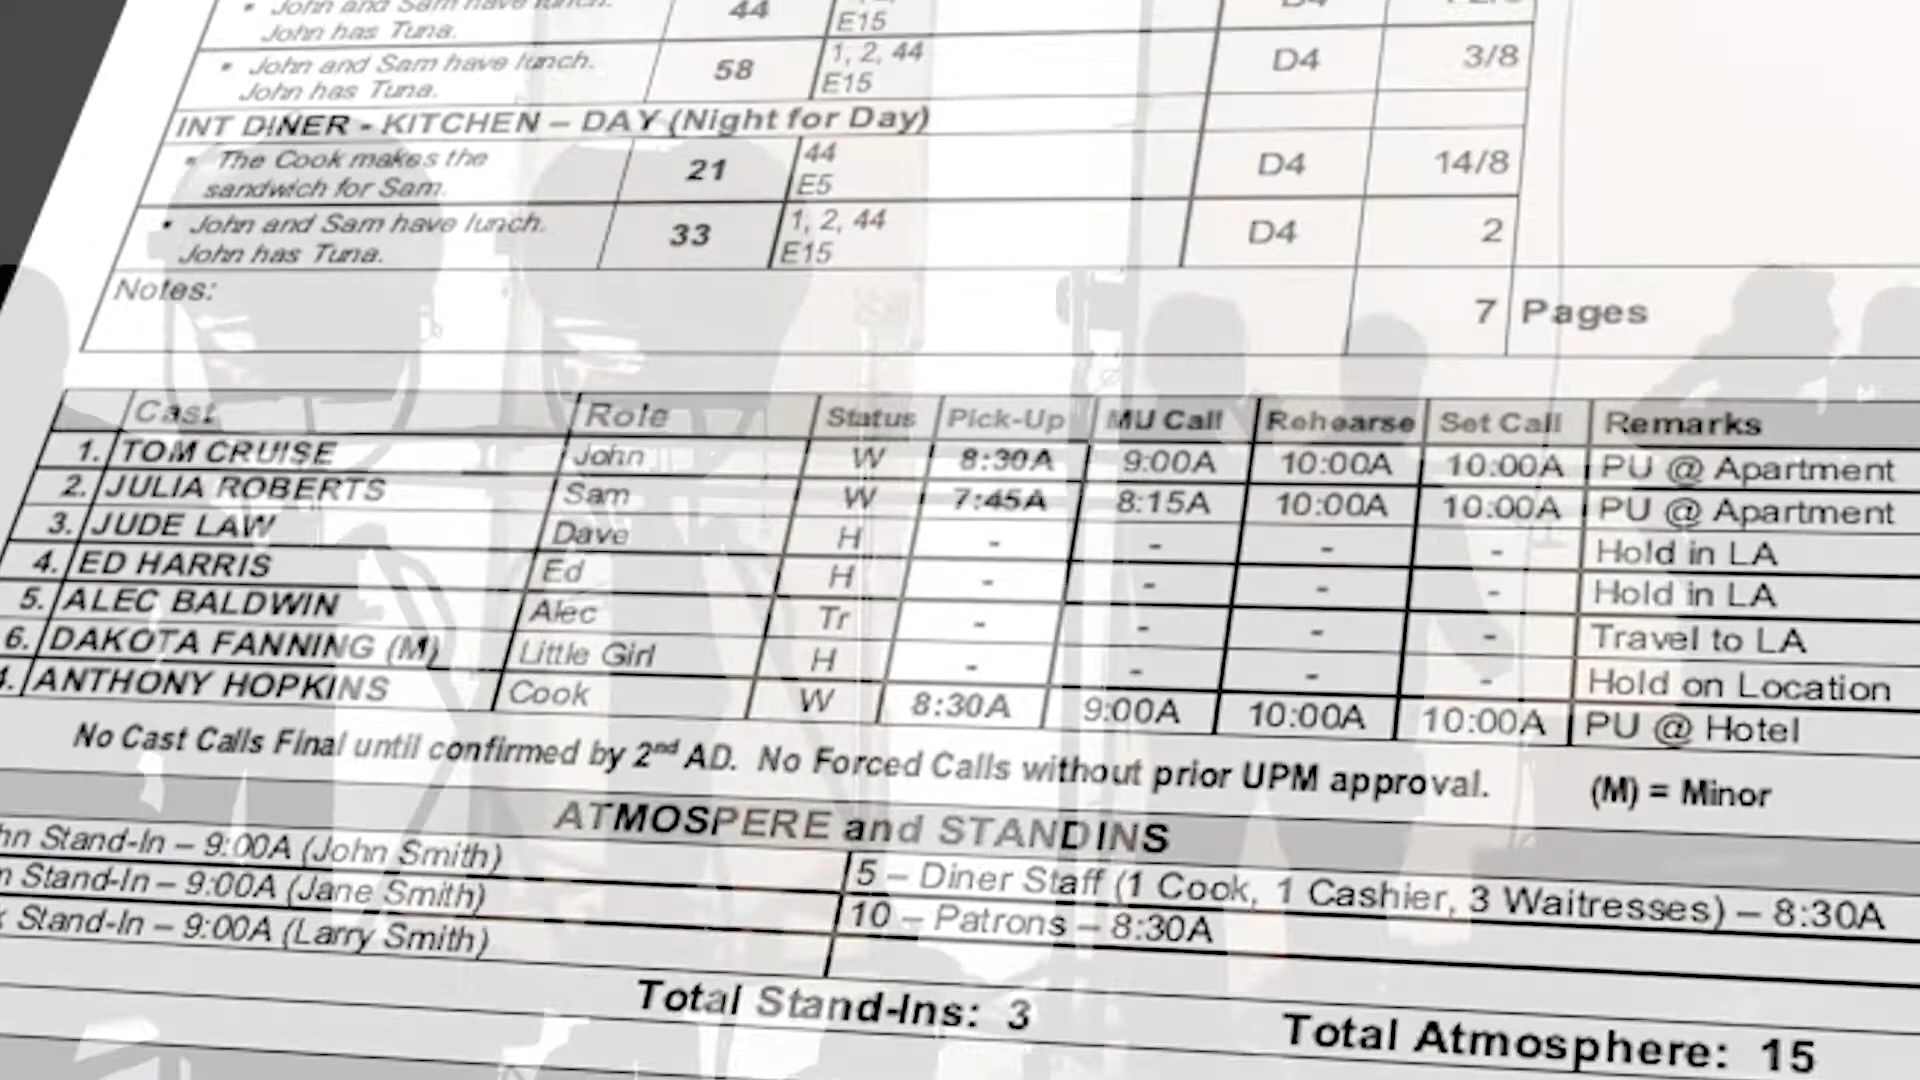 John and Sam have lunch. 44
John has Tuna. E15
• John and Sam have lunch. 58 1, 2, 44 D4 3/8
John has Tuna. E15
INT DINER - KITCHEN – DAY (Night for Day)
• The Cook makes the 21 44 D4 14/8
sandwich for Sam. E5
• John and Sam have lunch. 33 1, 2, 44 D4 2
John has Tuna. E15
Notes: 7 Pages
Cast Role Status Pick-Up MU Call Rehearse Set Call Remarks
1. TOM CRUISE John W 8:30A 9:00A 10:00A 10:00A PU @ Apartment
2. JULIA ROBERTS Sam W 7:45A 8:15A 10:00A 10:00A PU @ Apartment
3. JUDE LAW Dave H - - - - Hold in LA
4. ED HARRIS Ed H - - - - Hold in LA
5. ALEC BALDWIN Alec Tr - - - - Travel to LA
6. DAKOTA FANNING (M) Little Girl H - - - - Hold on Location
4. ANTHONY HOPKINS Cook W 8:30A 9:00A 10:00A 10:00A PU @ Hotel
No Cast Calls Final until confirmed by 2nd AD. No Forced Calls without prior UPM approval. (M) = Minor
ATMOSPERE and STANDINS
hn Stand-In – 9:00A (John Smith) 5 – Diner Staff (1 Cook, 1 Cashier, 3 Waitresses) – 8:30A
m Stand-In – 9:00A (Jane Smith) 10 – Patrons – 8:30A
k Stand-In – 9:00A (Larry Smith)
Total Stand-Ins: 3 Total Atmosphere: 15